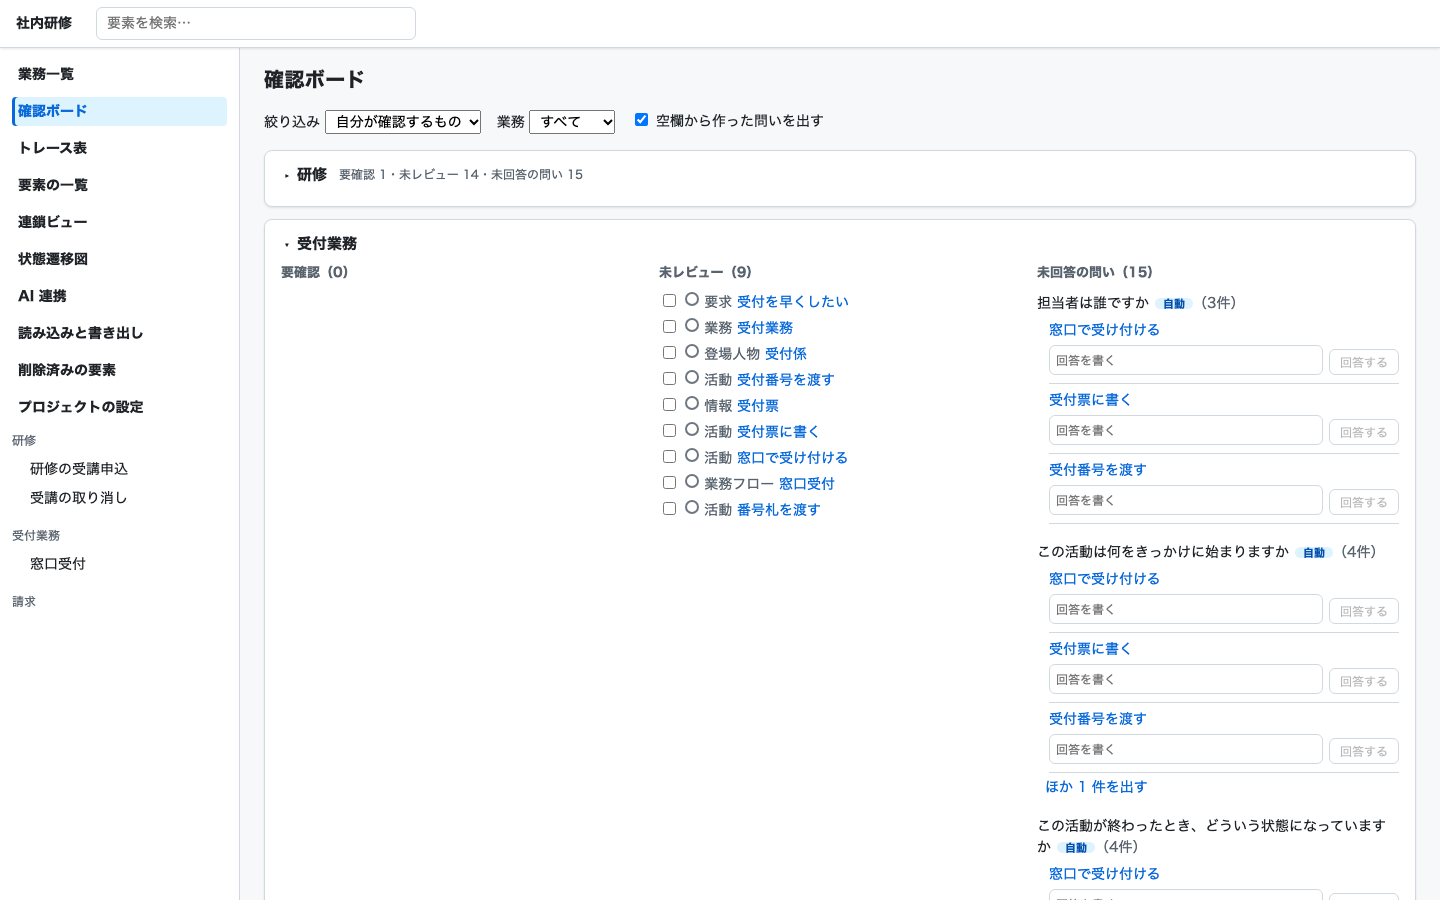 社内研修
要素を検索…
業務一覧
確認ボード
トレース表
要素の一覧
連鎖ビュー
状態遷移図
AI 連携
読み込みと書き出し
削除済みの要素
プロジェクトの設定
研修
研修の受講申込
受講の取り消し
受付業務
窓口受付
請求
確認ボード
絞り込み 自分が確認するもの 業務 すべて 空欄から作った問いを出す
研修 要確認 1・未レビュー 14・未回答の問い 15
受付業務
要確認（0）
未レビュー（9）
要求 受付を早くしたい
業務 受付業務
登場人物 受付係
活動 受付番号を渡す
情報 受付票
活動 受付票に書く
活動 窓口で受け付ける
業務フロー 窓口受付
活動 番号札を渡す
未回答の問い（15）
担当者は誰ですか 自動 （3件）
窓口で受け付ける
回答を書く 回答する
受付票に書く
回答を書く 回答する
受付番号を渡す
回答を書く 回答する
この活動は何をきっかけに始まりますか 自動 （4件）
窓口で受け付ける
回答を書く 回答する
受付票に書く
回答を書く 回答する
受付番号を渡す
回答を書く 回答する
ほか 1 件を出す
この活動が終わったとき、どういう状態になっています
か 自動 （4件）
窓口で受け付ける